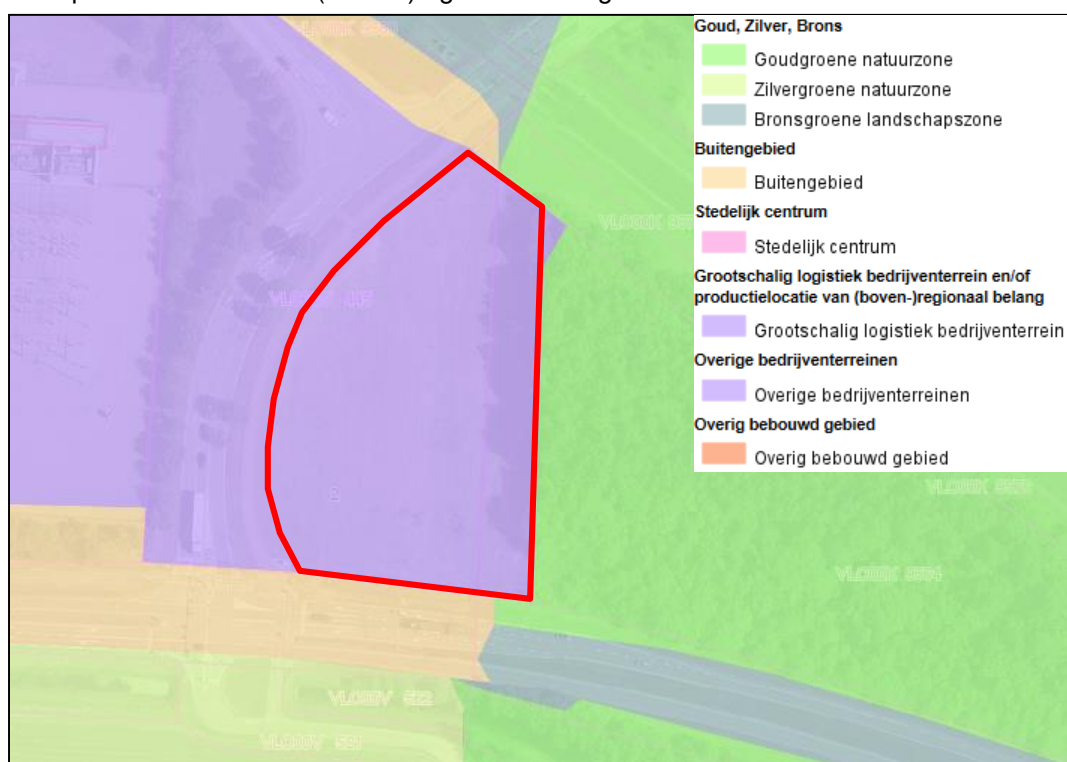 Goud, Zilver, Brons
Goudgroene natuurzone
Zilvergroene natuurzone
Bronsgroene landschapszone
Buitengebied
Buitengebied
Stedelijk centrum
Stedelijk centrum
Grootschalig logistiek bedrijventerrein en/of
productielocatie van (boven-)regionaal belang
Grootschalig logistiek bedrijventerrein
Overige bedrijventerreinen
Overige bedrijventerreinen
Overig bebouwd gebied
Overig bebouwd gebied